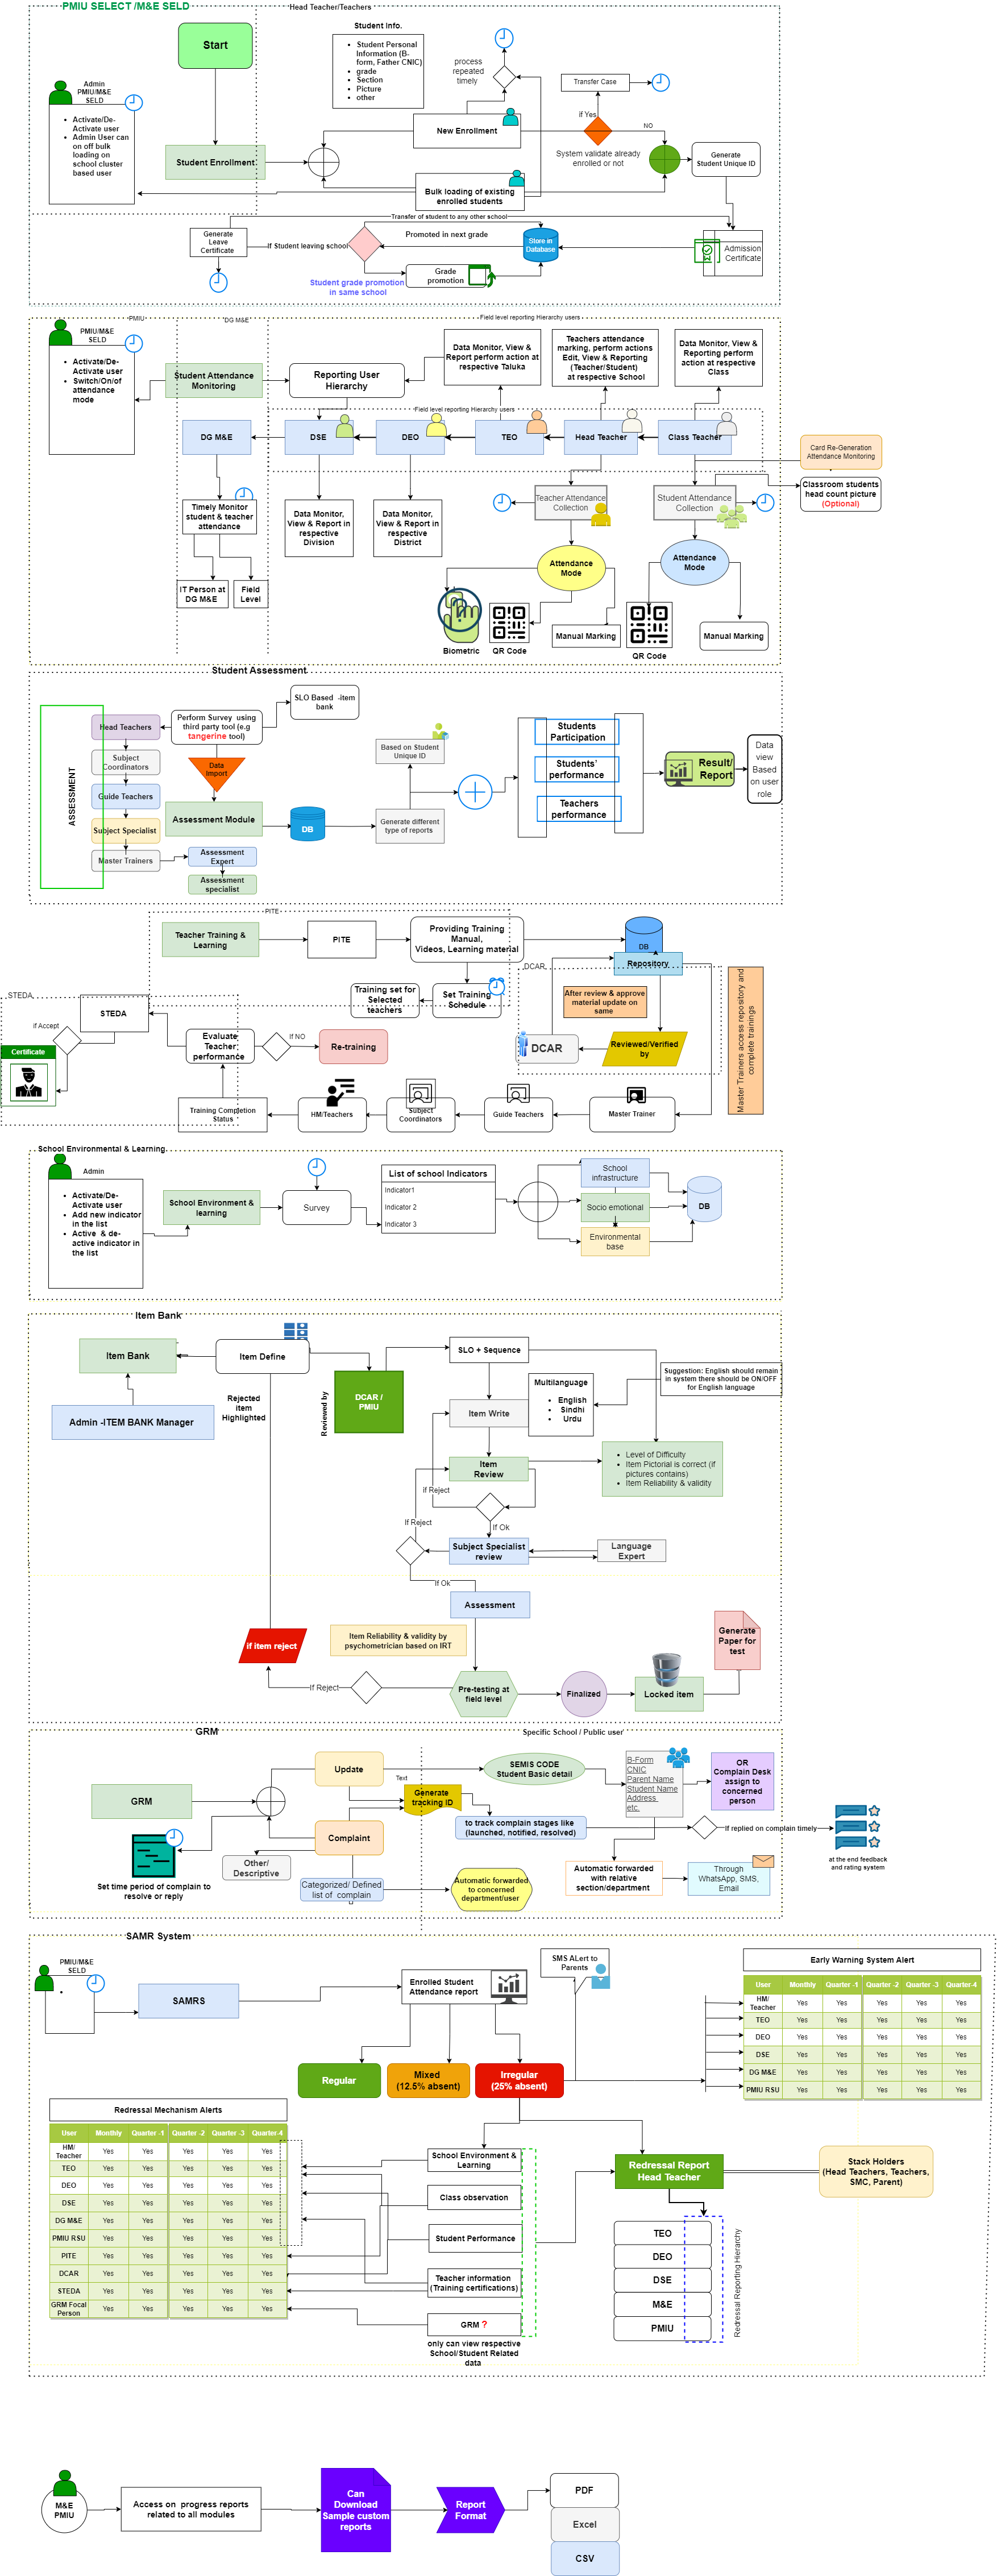 PMIU SELECT /M&E SELD
Head Teacher/Teachers
Start
Student info.
• Student Personal
Information (B-
form, Father CNIC)
• grade
• Section
• Picture
• other
process
repeated
timely
Transfer Case
if Yes
NO
Admin
PMIU/M&E
SELD
• Activate/De-
Activate user
• Admin User can
on off bulk
loading on
school cluster
based user
New Enrollment
System validate already
enrolled or not
Generate
Student Unique ID
Student Enrollment
Bulk loading of existing
enrolled students
Transfer of student to any other school
Generate
Leave
Certificate
If Student leaving school
Promoted in next grade
Store in
Database
Admission
Certificate
Grade
promotion
Student grade promotion
in same school
PMIU
DG M&E
Field level reporting Hierarchy users
PMIU/M&E
SELD
• Activate/De-
Activate user
• Switch/On/of
attendance
mode
Student Attendance
Monitoring
Reporting User
Hierarchy
Data Monitor, View &
Report perform action at
respective Taluka
Teachers attendance
marking, perform actions
Edit, View & Reporting
(Teacher/Student)
at respective School
Data Monitor, View &
Reporting perform
action at respective
Class
Field level reporting Hierarchy users
DG M&E
DSE
DEO
TEO
Head Teacher
Class Teacher
Card Re-Generation
Attendance Monitoring
Classroom students
head count picture
(Optional)
Timely Monitor
student & teacher
attendance
Data Monitor,
View & Report in
respective
Division
Data Monitor,
View & Report in
respective
District
Teacher Attendance
Collection
Student Attendance
Collection
Attendance
Mode
Attendance
Mode
IT Person at
DG M&E
Field
Level
Biometric
QR Code
Manual Marking
QR Code
Manual Marking
Student Assessment
ASSESSMENT
Head Teachers
Subject
Coordinators
Guide Teachers
Subject Specialist
Master Trainers
Perform Survey using
third party tool (e.g
tangerine tool)
SLO Based -item
bank
Data
Import
Assessment Module
Assessment
Expert
Assessment
specialist
DB
Based on Student
Unique ID
Generate different
type of reports
Students
Participation
Students'
performance
Teachers
performance
Result/
Report
Data
view
Based
on user
role
PITE
Teacher Training &
Learning
PITE
Providing Training
Manual,
Videos, Learning material
DB
Repository
DCAR
Training set for
Selected
teachers
Set Training
Schedule
After review & approve
material update on
same
DCAR
Reviewed/Verified
by
Master Trainers access repository and
complete trainings
STEDA
STEDA
if Accept
Certificate
Evaluate
Teacher
performance
if NO
Re-training
Training Completion
Status
HM/Teachers
Subject
Coordinators
Guide Teachers
Master Trainer
School Environmental & Learning
Admin
• Activate/De-
Activate user
• Add new indicator
in the list
• Active & de-
active indicator in
the list
School Environment &
learning
Survey
List of school Indicators
Indicator1
Indicator 2
Indicator 3
School
infrastructure
Socio emotional
Environmental
base
DB
Item Bank
Item Bank
Item Define
Admin -ITEM BANK Manager
Rejected
item
Highlighted
Reviewed by
DCAR /
PMIU
SLO + Sequence
Multilanguage
• English
• Sindhi
• Urdu
Suggestion: English should remain
in system there should be ON/OFF
for English language
Item Write
Item
Review
• Level of Difficulty
• Item Pictorial is correct (if
pictures contains)
• Item Reliability & validity
if Reject
If Ok
If Reject
Subject Specialist
review
Language
Expert
If Ok
Assessment
if item reject
Item Reliability & validity by
psychometrician based on IRT
If Reject
Pre-testing at
field level
Finalized
Locked item
Generate
Paper for
test
GRM
Specific School / Public user
GRM
Update
Text
Generate
tracking ID
SEMIS CODE
Student Basic detail
B-Form
CNIC
Parent Name
Student Name
Address
etc.
OR
Complain Desk
assign to
concerned
person
Complaint
to track complain stages like
(launched, notified, resolved)
If replied on complain timely
at the end feedback
and rating system
Set time period of complain to
resolve or reply
Other/
Descriptive
Categorized/ Defined
list of complain
Automatic forwarded
to concerned
department/user
Automatic forwarded
with relative
section/department
Through
WhatsApp, SMS,
Email
SAMR System
PMIU/M&E
SELD
•
SAMRS
Enrolled Student
Attendance report
SMS ALert to
Parents
Early Warning System Alert
User Monthly Quarter -1 Quarter -2 Quarter -3 Quarter-4
HM/
Teacher Yes Yes Yes Yes Yes
TEO Yes Yes Yes Yes Yes
DEO Yes Yes Yes Yes Yes
DSE Yes Yes Yes Yes Yes
DG M&E Yes Yes Yes Yes Yes
PMIU RSU Yes Yes Yes Yes Yes
Regular
Mixed
(12.5% absent)
Irregular
(25% absent)
Redressal Mechanism Alerts
User Monthly Quarter -1 Quarter -2 Quarter -3 Quarter-4
HM/
Teacher Yes Yes Yes Yes Yes
TEO Yes Yes Yes Yes Yes
DEO Yes Yes Yes Yes Yes
DSE Yes Yes Yes Yes Yes
DG M&E Yes Yes Yes Yes Yes
PMIU RSU Yes Yes Yes Yes Yes
PITE Yes Yes Yes Yes Yes
DCAR Yes Yes Yes Yes Yes
STEDA Yes Yes Yes Yes Yes
GRM Focal
Person Yes Yes Yes Yes Yes
School Environment &
Learning
Class observation
Student Performance
Teacher information
(Training certifications)
GRM ?
only can view respective
School/Student Related
data
Redressal Report
Head Teacher
Stack Holders
(Head Teachers, Teachers,
SMC, Parent)
TEO
DEO
DSE
M&E
PMIU
Redressal Reporting Hierarchy
M&E
PMIU
Access on progress reports
related to all modules
Can
Download
Sample custom
reports
Report
Format
PDF
Excel
CSV